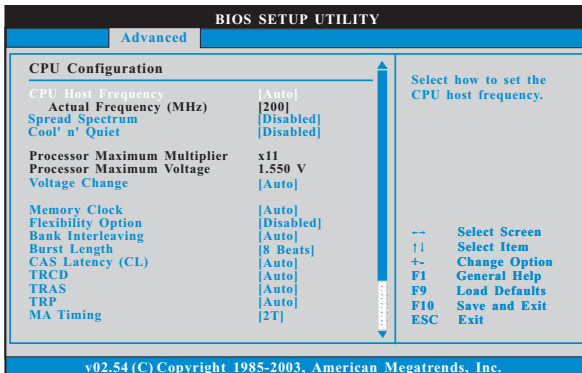 BIOS SETUP UTILITY
Advanced
CPU Configuration
CPU Host Frequency [Auto]
Actual Frequency (MHz) [200]
Spread Spectrum [Disabled]
Cool' n' Quiet [Disabled]
Processor Maximum Multiplier x11
Processor Maximum Voltage 1.550 V
Voltage Change [Auto]
Memory Clock [Auto]
Flexibility Option [Disabled]
Bank Interleaving [Auto]
Burst Length [8 Beats]
CAS Latency (CL) [Auto]
TRCD [Auto]
TRAS [Auto]
TRP [Auto]
MA Timing [2T]
Select how to set the
CPU host frequency.
←→ Select Screen
↑↓ Select Item
+- Change Option
F1 General Help
F9 Load Defaults
F10 Save and Exit
ESC Exit
v02.54 (C) Copyright 1985-2003, American Megatrends, Inc.